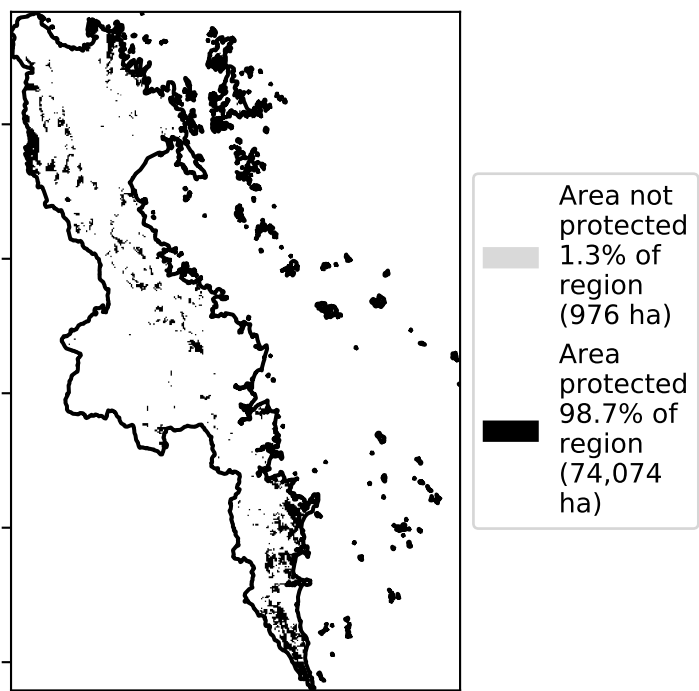 Area not
protected
1.3% of
region
(976 ha)
Area
protected
98.7% of
region
(74,074
ha)